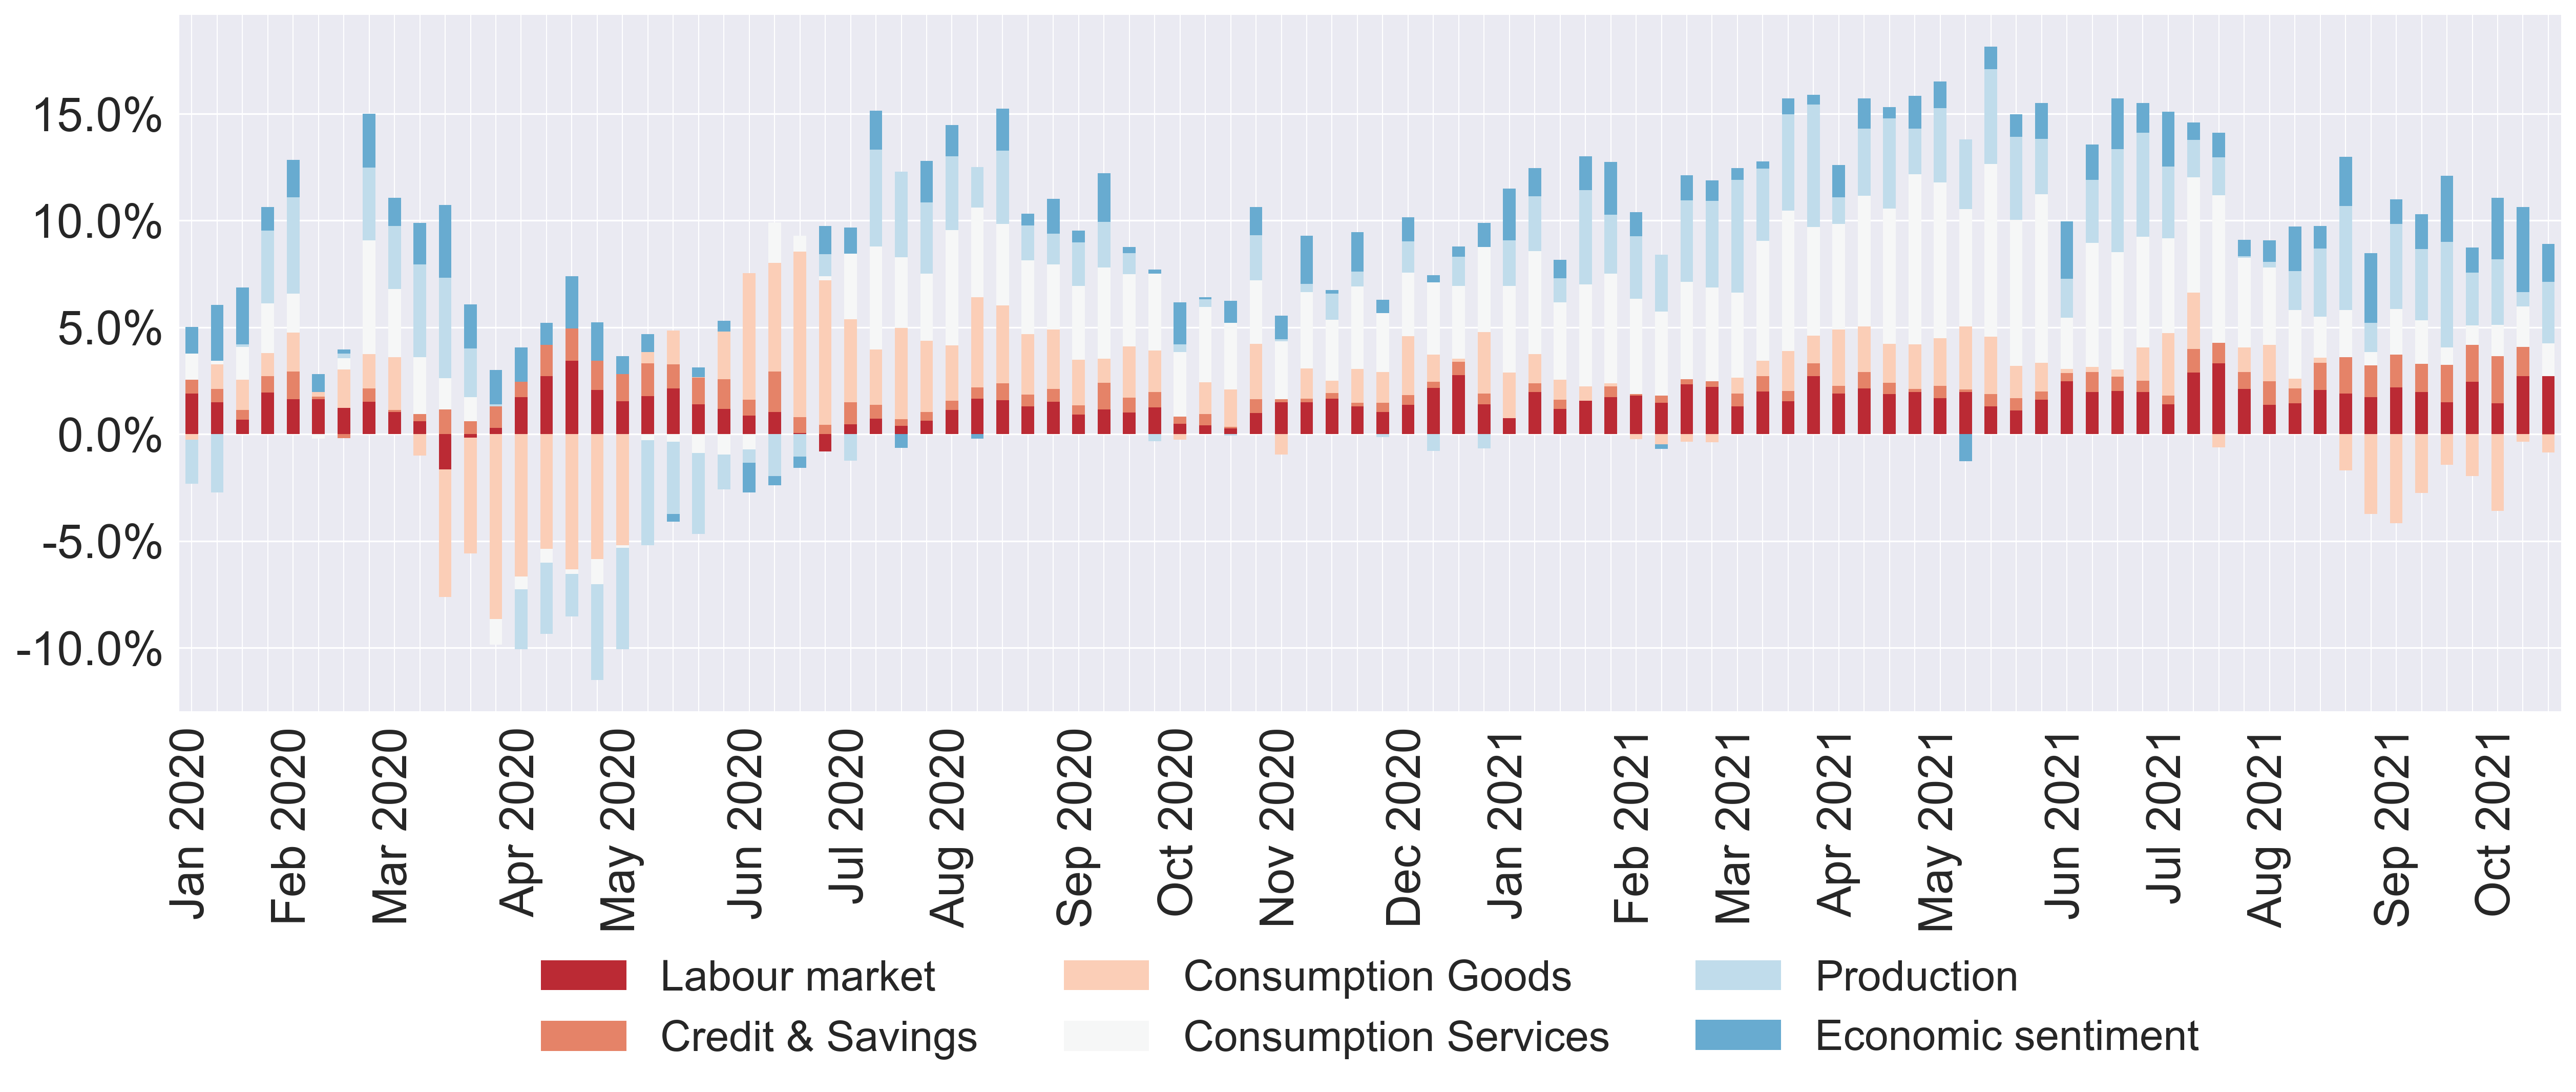 15.0%
10.0%
5.0%
0.0%
-5.0%
-10.0%
Jan 2020
Feb 2020
Mar 2020
Apr 2020
May 2020
Jun 2020
Jul 2020
Aug 2020
Sep 2020
Oct 2020
Nov 2020
Dec 2020
Jan 2021
Feb 2021
Mar 2021
Apr 2021
May 2021
Jun 2021
Jul 2021
Aug 2021
Sep 2021
Oct 2021
Labour market
Consumption Goods
Production
Credit & Savings
Consumption Services
Economic sentiment